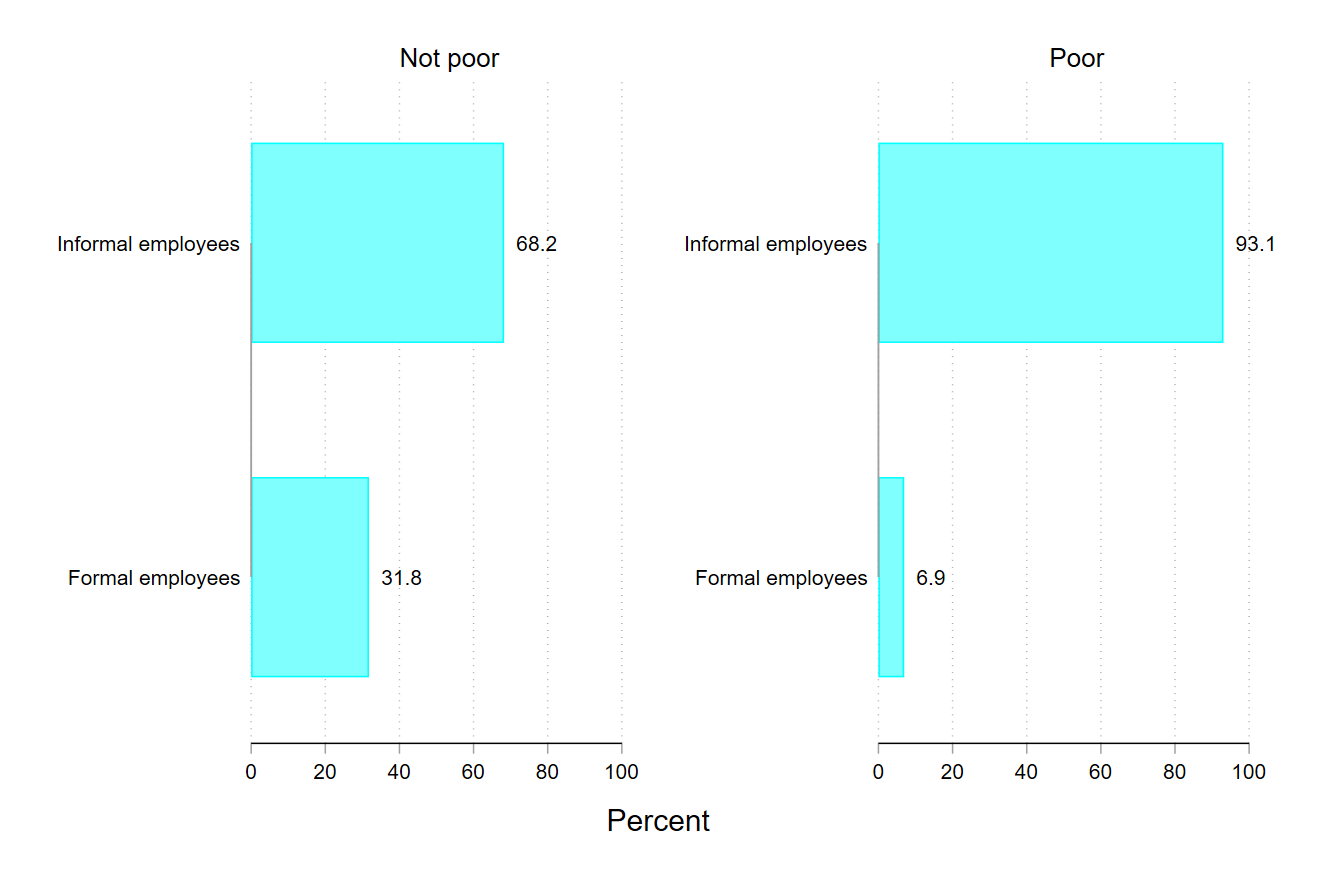 Not poor
Informal employees
68.2
Formal employees
31.8
0 20 40 60 80 100
Poor
Informal employees
93.1
Formal employees
6.9
0 20 40 60 80 100
Percent